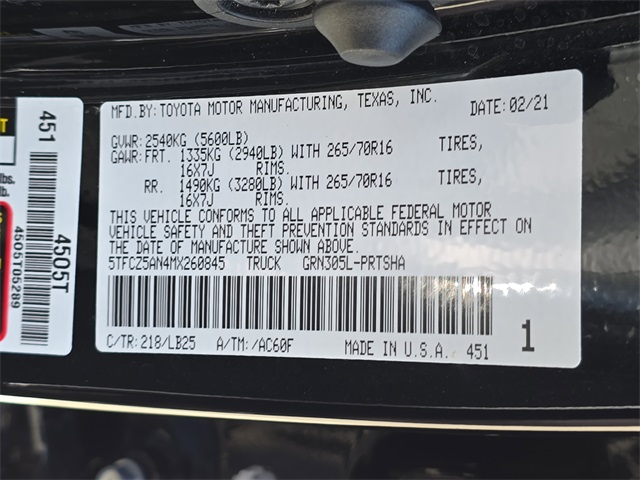 MFD.BY: TOYOTA MOTOR MANUFACTURING, TEXAS, INC. DATE: 02/21
GVWR: 2540KG (5600LB)
GAWR: FRT. 1335KG (2940LB) WITH 265/70R16 TIRES,
16X7J RIMS.
RR. 1490KG (3280LB) WITH 265/70R16 TIRES,
16X7J RIMS.
THIS VEHICLE CONFORMS TO ALL APPLICABLE FEDERAL MOTOR
VEHICLE SAFETY AND THEFT PREVENTION STANDARDS IN EFFECT ON
THE DATE OF MANUFACTURE SHOWN ABOVE.
5TFCZ5AN4MX260845 TRUCK GRN305L-PRTSHA
C/TR: 218/LB25 A/TM: /AC60F MADE IN U.S.A. 451
1
451
4505T
4505T05289
lbs.
lb.